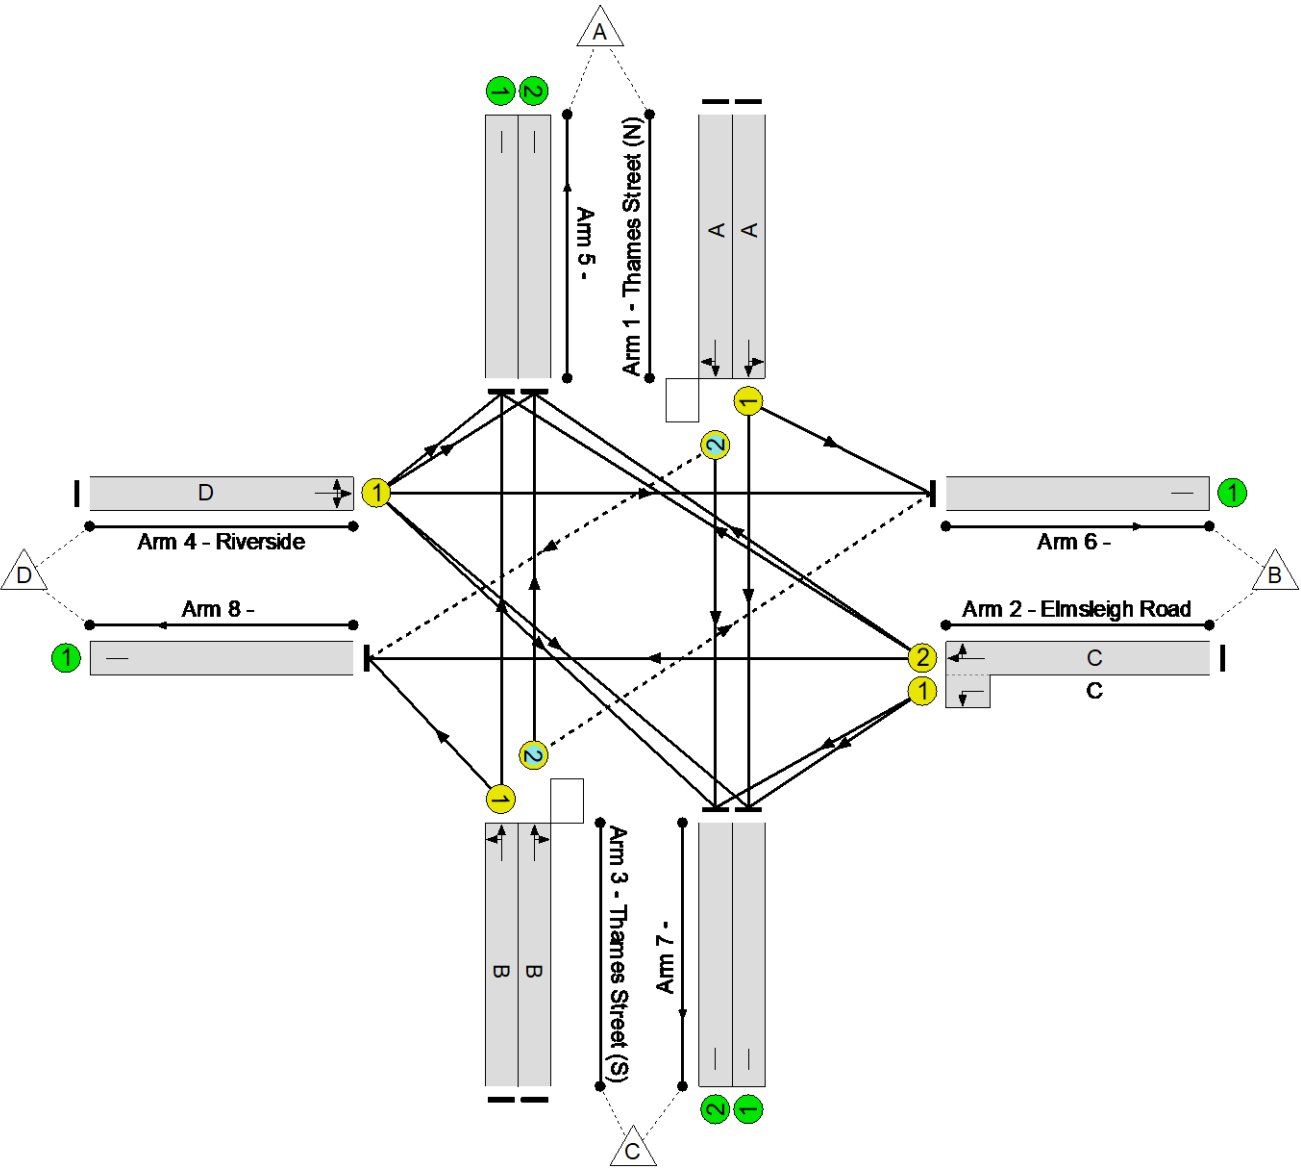 A
1 2
Arm 5 -
Arm 1 - Thames Street (N)
A A
1
2
D
1
1
Arm 4 - Riverside
Arm 6 -
D
B
Arm 8 -
Arm 2 - Elmsleigh Road
1
2
C
1
C
2
1
B B
Arm 3 - Thames Street (S)
Arm 7 -
2 1
C